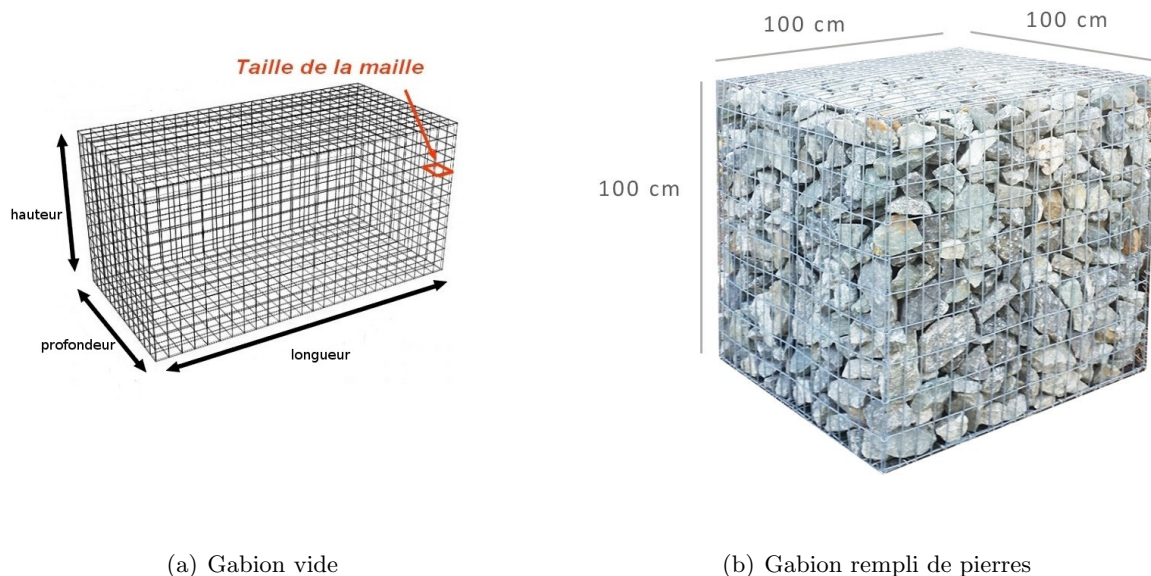 Taille de la maille
hauteur
profondeur
longueur
100 cm
100 cm
100 cm
(a) Gabion vide
(b) Gabion rempli de pierres